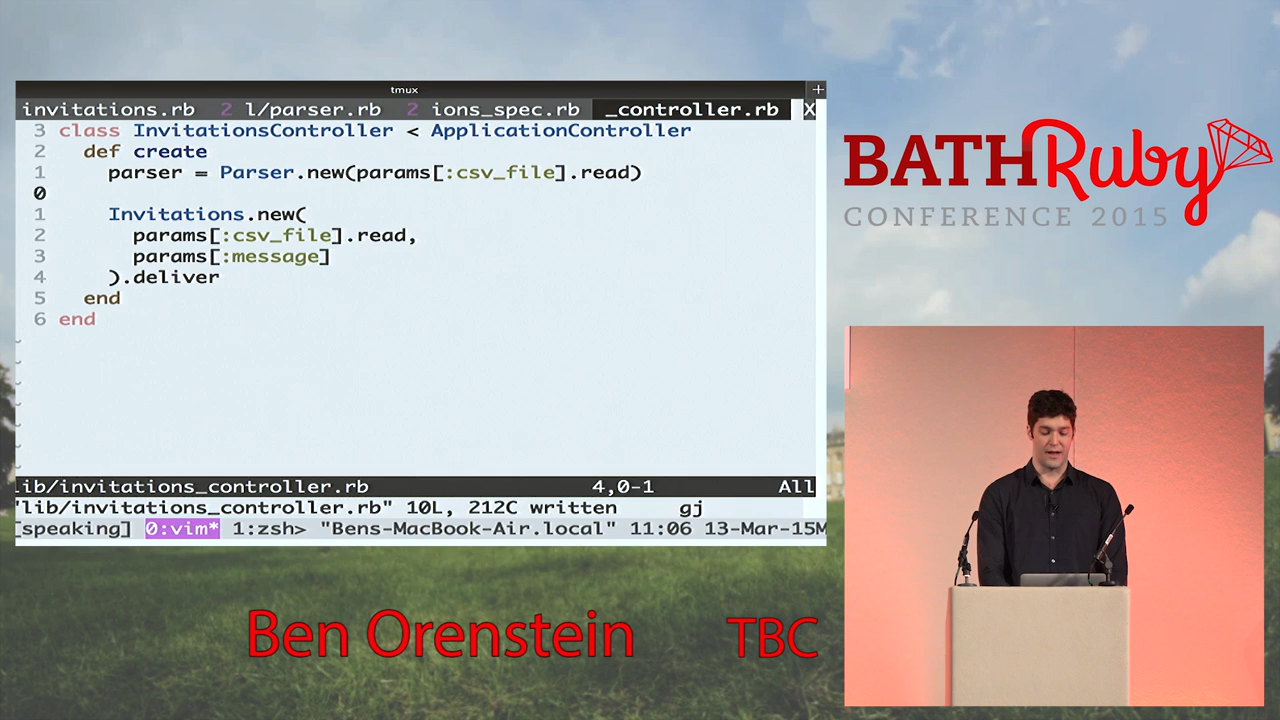 tmux
+
invitations.rb 2 l/parser.rb 2 ions_spec.rb _controller.rb X
3 class InvitationsController < ApplicationController
2 def create
1 parser = Parser.new(params[:csv_file].read)
0
1 Invitations.new(
2 params[:csv_file].read,
3 params[:message]
4 ).deliver
5 end
6 end
lib/invitations_controller.rb 4,0-1 All
"lib/invitations_controller.rb" 10L, 212C written gj
[speaking] 0:vim* 1:zsh> "Bens-MacBook-Air.local" 11:06 13-Mar-15M
BATHRuby
CONFERENCE 2015
Ben Orenstein TBC